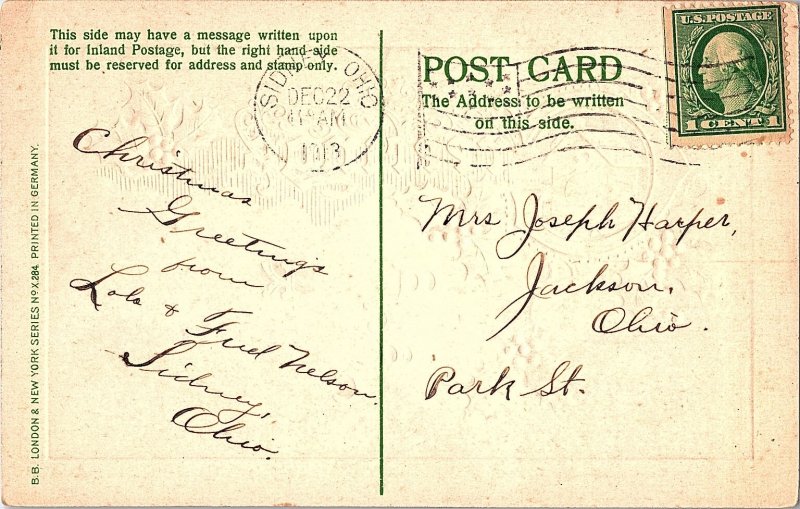 This side may have a message written upon
it for Inland Postage, but the right hand side
must be reserved for address and stamp only.
SIDNEY, OHIO
DEC 22
11 AM
1913
POST CARD
The Address to be written
on this side.
U.S. POSTAGE
1 CENT 1
Christmas
Greetings
from
Lola & Fred Nelson.
Sidney,
Ohio.
Mrs Joseph Harper,
Jackson,
Ohio.
Park St.
B.B. LONDON & NEW YORK SERIES No X.284. PRINTED IN GERMANY.